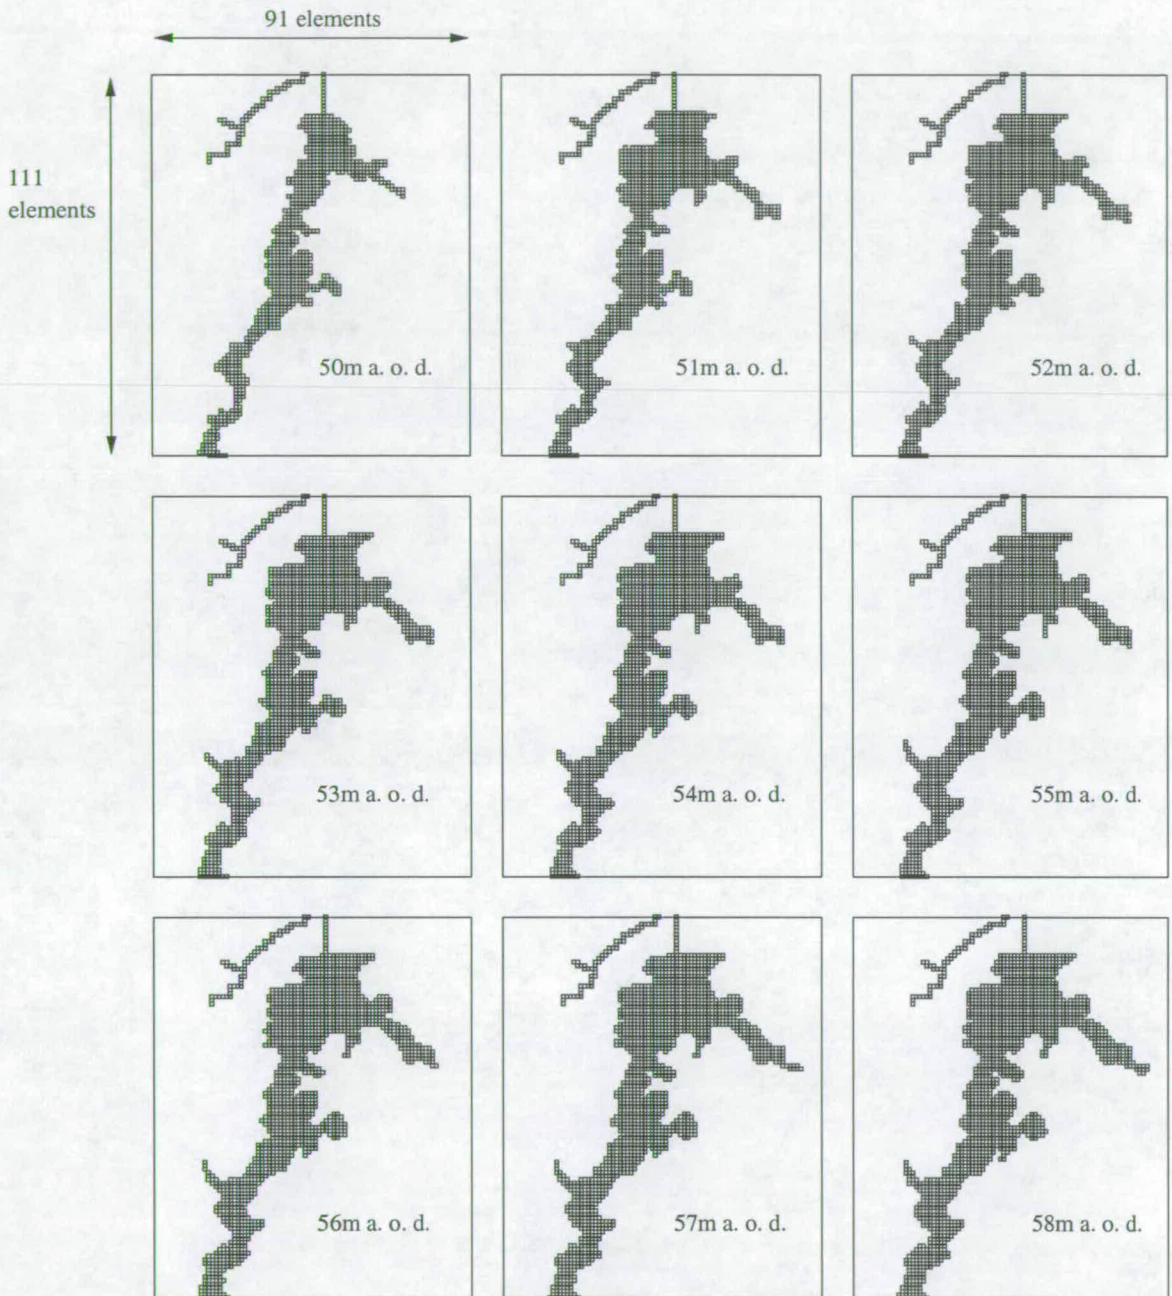 91 elements
111
elements
50m a. o. d.
51m a. o. d.
52m a. o. d.
53m a. o. d.
54m a. o. d.
55m a. o. d.
56m a. o. d.
57m a. o. d.
58m a. o. d.